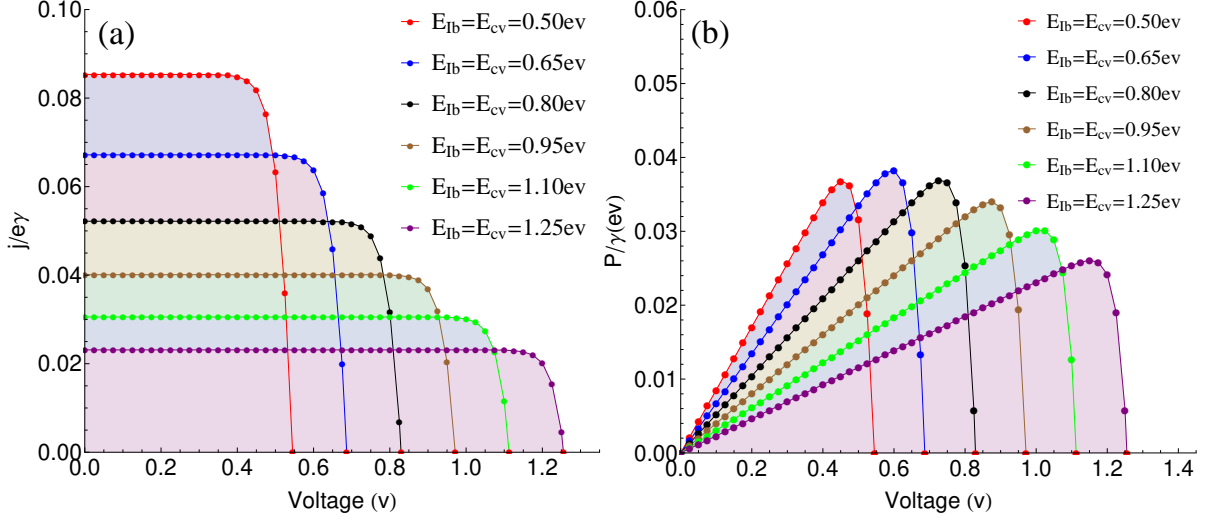 (a)
0.10
0.08
0.06
0.04
0.02
0.00
j/eγ
0.0 0.2 0.4 0.6 0.8 1.0 1.2
Voltage (v)
E_Ib=E_cv=0.50ev
E_Ib=E_cv=0.65ev
E_Ib=E_cv=0.80ev
E_Ib=E_cv=0.95ev
E_Ib=E_cv=1.10ev
E_Ib=E_cv=1.25ev
(b)
0.06
0.05
0.04
0.03
0.02
0.01
0.00
P/γ(ev)
0.0 0.2 0.4 0.6 0.8 1.0 1.2 1.4
Voltage (v)
E_Ib=E_cv=0.50ev
E_Ib=E_cv=0.65ev
E_Ib=E_cv=0.80ev
E_Ib=E_cv=0.95ev
E_Ib=E_cv=1.10ev
E_Ib=E_cv=1.25ev